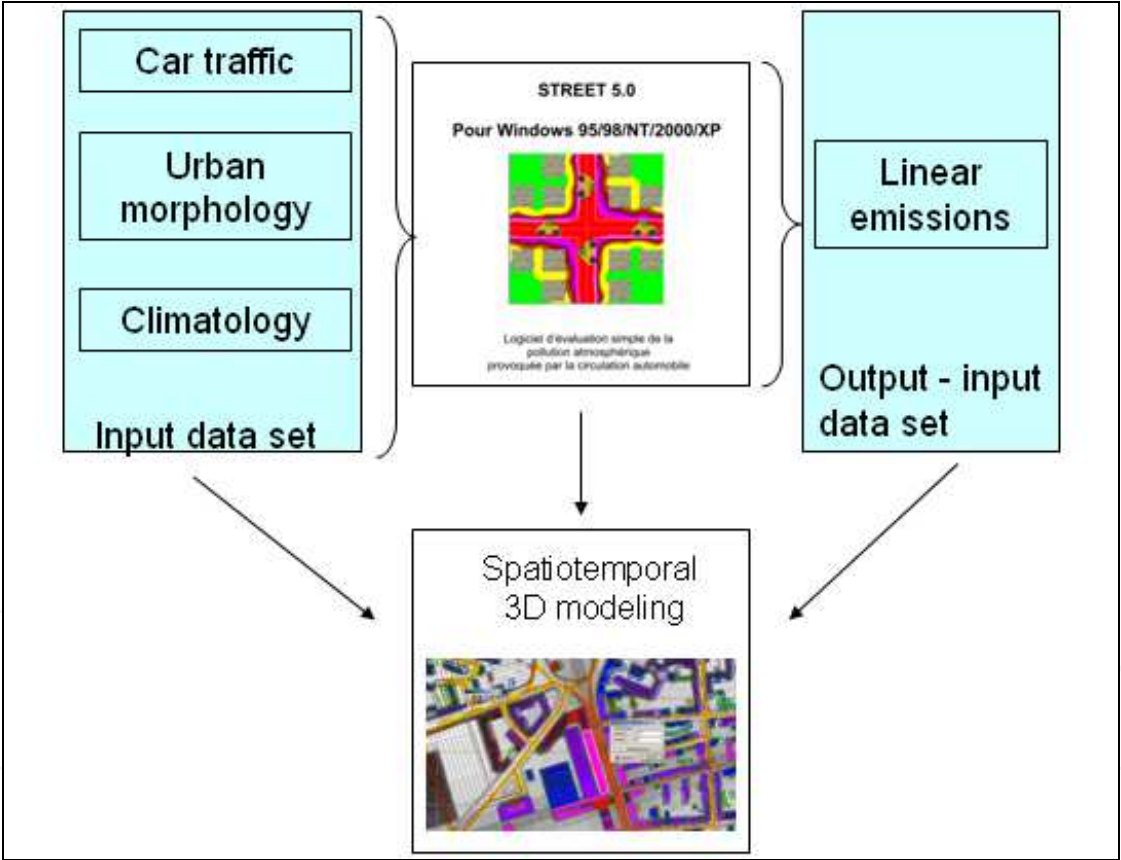 Car traffic
Urban
morphology
Climatology
Input data set
STREET 5.0
Pour Windows 95/98/NT/2000/XP
Logiciel d'évaluation simple de la
pollution atmosphérique
provoquée par la circulation automobile
Linear
emissions
Output - input
data set
Spatiotemporal
3D modeling